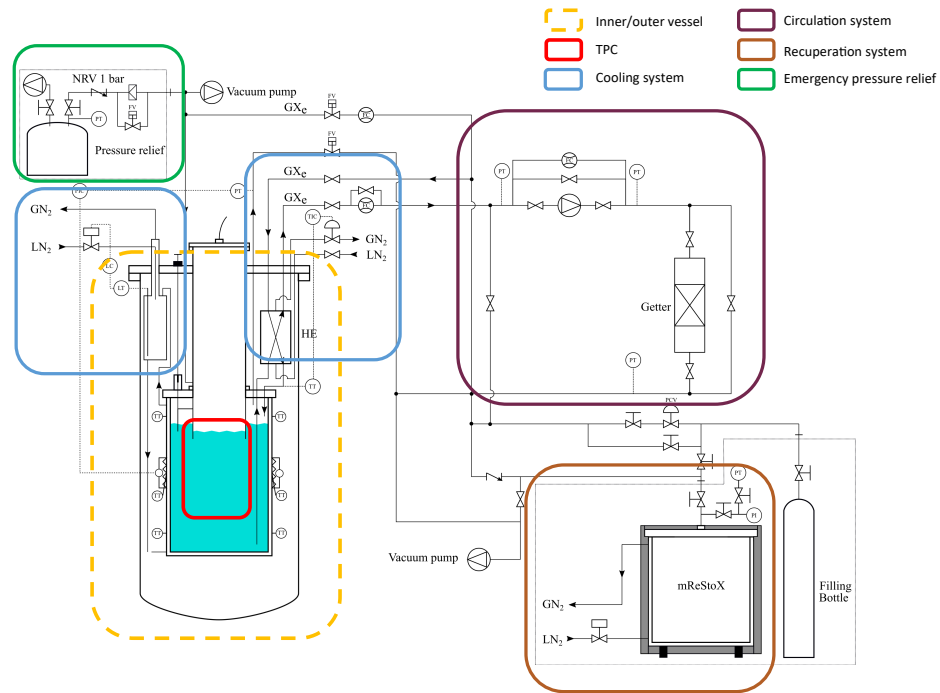 Inner/outer vessel
TPC
Cooling system
Circulation system
Recuperation system
Emergency pressure relief
NRV 1 bar
FV
PT
Pressure relief
Vacuum pump
GXe
FV
FC
FV
PT
GXe
GXe
FC
TIC
GN2
LN2
GN2
LN2
LC
LT
HE
TT
TT
TT
TT
TT
TT
TT
PT
FC
PT
Getter
PT
PCV
PT
PI
Vacuum pump
mReStoX
GN2
LN2
Filling
Bottle